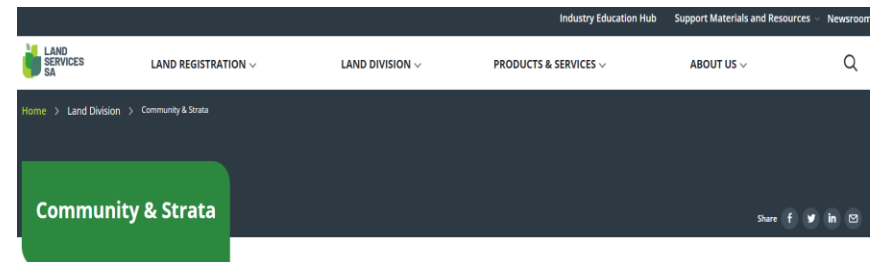 Industry Education Hub Support Materials and Resources Newsroom
LAND
SERVICES
SA
LAND REGISTRATION LAND DIVISION PRODUCTS & SERVICES ABOUT US
Home > Land Division > Community & Strata
Community & Strata
Share